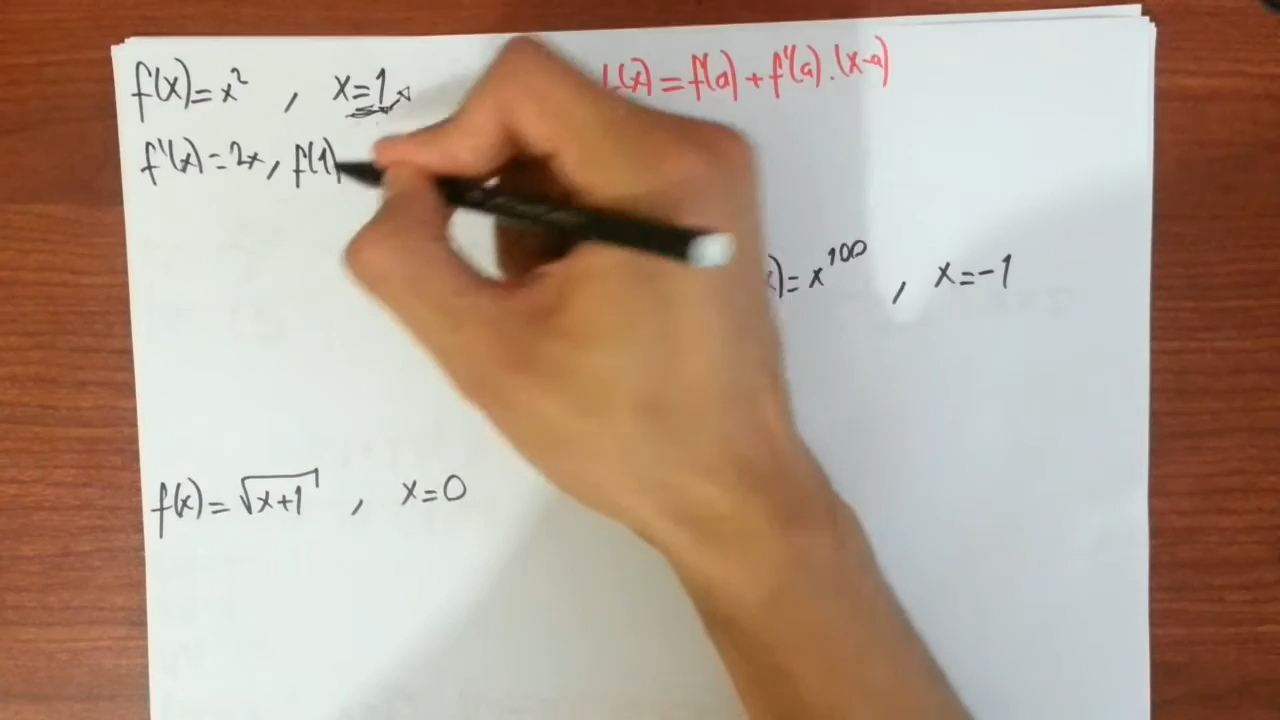 f(x)=x² , x=1
(x)=f(a)+f'(a).(x-a)
f'(x)=2x, f(1)
)=x¹⁰⁰ , x=-1
f(x)=√x+1 , x=0